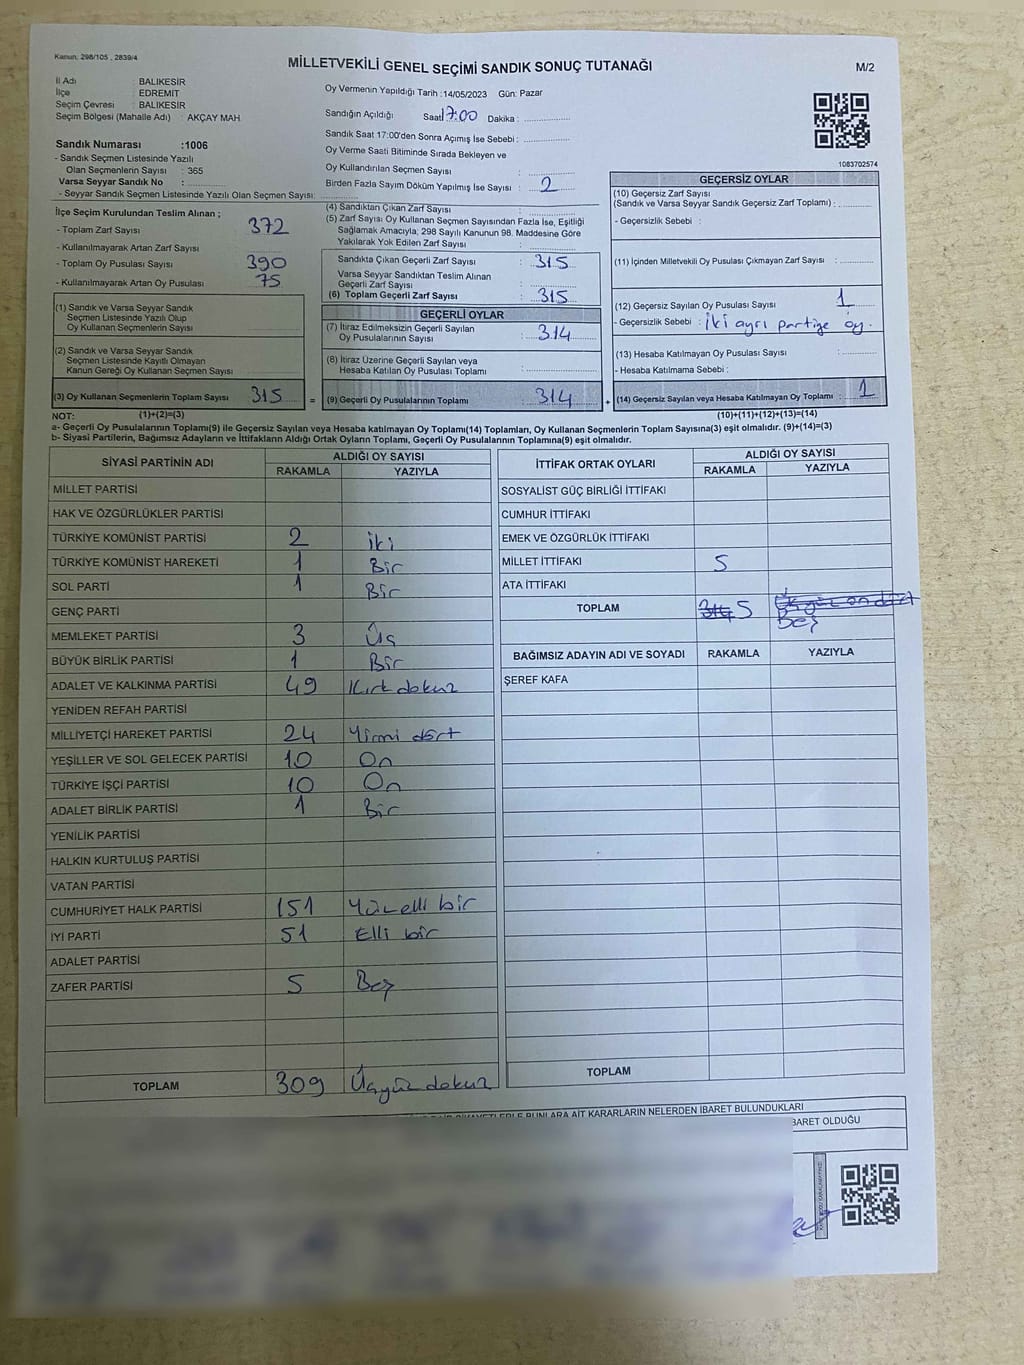 Kanun: 298/105 , 2839/4
MİLLETVEKİLİ GENEL SEÇİMİ SANDIK SONUÇ TUTANAĞI
M/2
İl Adı : BALIKESİR
İlçe : EDREMIT
Seçim Çevresi : BALIKESİR
Seçim Bölgesi (Mahalle Adı) : AKÇAY MAH.
Sandık Numarası :1006
- Sandık Seçmen Listesinde Yazılı
Olan Seçmenlerin Sayısı : 365
Varsa Seyyar Sandık No :
- Seyyar Sandık Seçmen Listesinde Yazılı Olan Seçmen Sayısı:
Oy Vermenin Yapıldığı Tarih :14/05/2023 Gün: Pazar
Sandığın Açıldığı Saat 17:00 Dakika :
Sandık Saat 17:00'den Sonra Açımış İse Sebebi :
Oy Verme Saati Bitiminde Sırada Bekleyen ve
Oy Kullandırılan Seçmen Sayısı :
Birden Fazla Sayım Döküm Yapılmış İse Sayısı : 2
1083702574
İlçe Seçim Kurulundan Teslim Alınan ;
- Toplam Zarf Sayısı 372
- Kullanılmayarak Artan Zarf Sayısı
- Toplam Oy Pusulası Sayısı 390
- Kullanılmayarak Artan Oy Pusulası Sayısı : 75
(1) Sandık ve Varsa Seyyar Sandık
Seçmen Listesinde Yazılı Olup
Oy Kullanan Seçmenlerin Sayısı
(2) Sandık ve Varsa Seyyar Sandık
Seçmen Listesinde Kayıtlı Olmayan
Kanun Gereği Oy Kullanan Seçmen Sayısı
(3) Oy Kullanan Seçmenlerin Toplam Sayısı 315 =
(4) Sandıktan Çıkan Zarf Sayısı
(5) Zarf Sayısı Oy Kullanan Seçmen Sayısından Fazla İse, Eşitliği
Sağlamak Amacıyla, 298 Sayılı Kanunun 98. Maddesine Göre
Yakılarak Yok Edilen Zarf Sayısı :
Sandıkta Çıkan Geçerli Zarf Sayısı : 315
Varsa Seyyar Sandıktan Teslim Alınan
Geçerli Zarf Sayısı :
(6) Toplam Geçerli Zarf Sayısı : 315
GEÇERLİ OYLAR
(7) İtiraz Edilmeksizin Geçerli Sayılan
Oy Pusulalarının Sayısı : 314
(8) İtiraz Üzerine Geçerli Sayılan veya
Hesaba Katılan Oy Pusulası Toplamı :
(9) Geçerli Oy Pusulalarının Toplamı 314 +
GEÇERSİZ OYLAR
(10) Geçersiz Zarf Sayısı
(Sandık ve Varsa Seyyar Sandık Geçersiz Zarf Toplamı) :
- Geçersizlik Sebebi :
(11) İçinden Milletvekili Oy Pusulası Çıkmayan Zarf Sayısı :
(12) Geçersiz Sayılan Oy Pusulası Sayısı : 1
- Geçersizlik Sebebi : İki ayrı partiye oy.
(13) Hesaba Katılmayan Oy Pusulası Sayısı :
- Hesaba Katılmama Sebebi :
(14) Geçersiz Sayılan veya Hesaba Katılmayan Oy Toplamı : 1
NOT: (1)+(2)=(3) (10)+(11)+(12)+(13)=(14)
a- Geçerli Oy Pusulalarının Toplamı(9) ile Geçersiz Sayılan veya Hesaba katılmayan Oy Toplamı(14) Toplamları, Oy Kullanan Seçmenlerin Toplam Sayısına(3) eşit olmalıdır. (9)+(14)=(3)
b- Siyasi Partilerin, Bağımsız Adayların ve İttifakların Aldığı Ortak Oyların Toplamı, Geçerli Oy Pusulalarının Toplamına(9) eşit olmalıdır.
SİYASİ PARTİNİN ADI ALDIĞI OY SAYISI
RAKAMLA YAZIYLA
MİLLET PARTİSİ
HAK VE ÖZGÜRLÜKLER PARTİSİ
TÜRKİYE KOMÜNİST PARTİSİ 2 iki
TÜRKİYE KOMÜNİST HAREKETİ 1 Bir
SOL PARTİ 1 Bir
GENÇ PARTİ
MEMLEKET PARTİSİ 3 Üç
BÜYÜK BİRLİK PARTİSİ 1 Bir
ADALET VE KALKINMA PARTİSİ 49 Kırk dokuz
YENİDEN REFAH PARTİSİ
MİLLİYETÇİ HAREKET PARTİSİ 24 Yirmi dört
YEŞİLLER VE SOL GELECEK PARTİSİ 10 On
TÜRKİYE İŞÇİ PARTİSİ 10 On
ADALET BİRLİK PARTİSİ 1 Bir
YENİLİK PARTİSİ
HALKIN KURTULUŞ PARTİSİ
VATAN PARTİSİ
CUMHURİYET HALK PARTİSİ 151 Yüzelli bir
İYİ PARTİ 51 Elli bir
ADALET PARTİSİ
ZAFER PARTİSİ 5 Beş
TOPLAM 309 Üçyüz dokuz
İTTİFAK ORTAK OYLARI ALDIĞI OY SAYISI
RAKAMLA YAZIYLA
SOSYALİST GÜÇ BİRLİĞİ İTTİFAKI
CUMHUR İTTİFAKI
EMEK VE ÖZGÜRLÜK İTTİFAKI
MİLLET İTTİFAKI 5
ATA İTTİFAKI
TOPLAM 314 5 Üçyüz ondört
Beş
BAĞIMSIZ ADAYIN ADI VE SOYADI RAKAMLA YAZIYLA
ŞEREF KAFA
TOPLAM
BUNLARA AİT KARARLARIN NELERDEN İBARET BULUNDUKLARI
BARET OLDUĞU